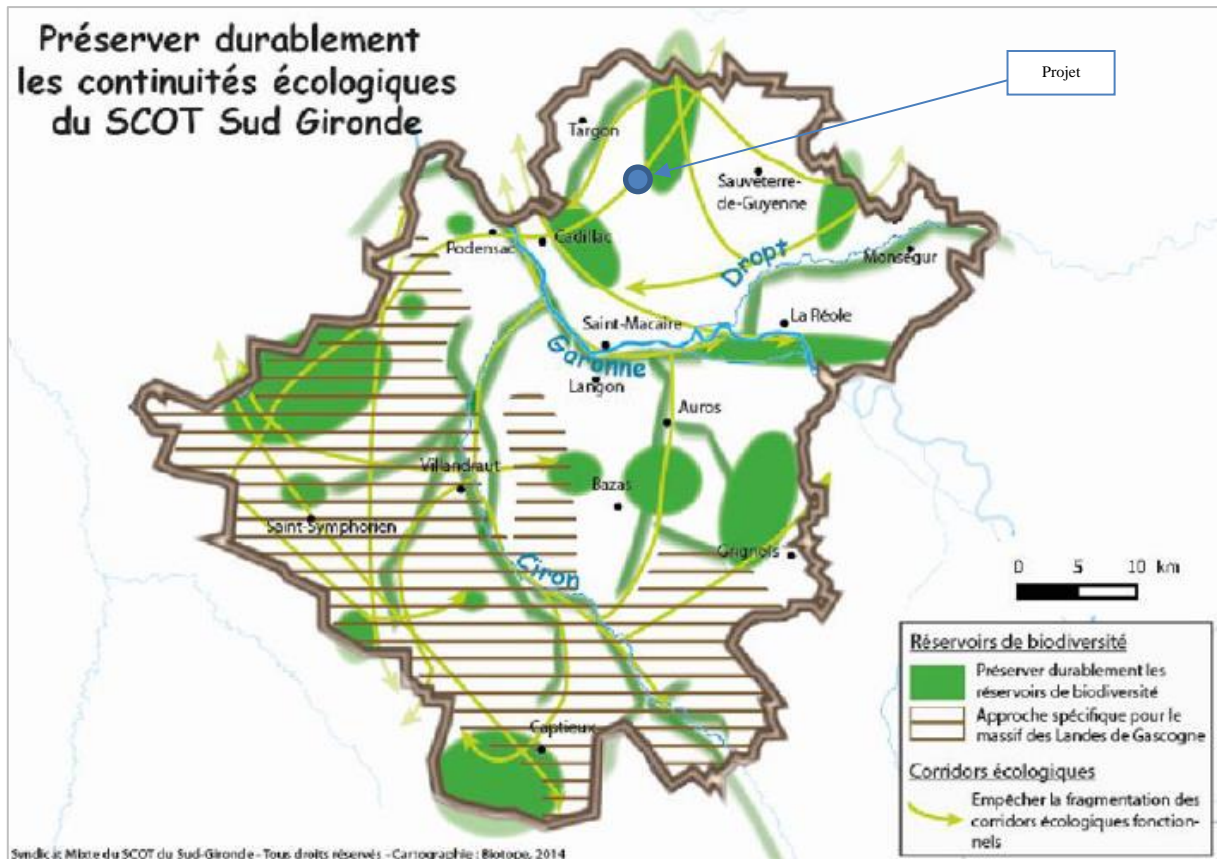 Préserver durablement
les continuités écologiques
du SCOT Sud Gironde
Projet
Targon
Sauveterre-
de-Guyenne
Podensac
Cadillac
Dropt
Monségur
Saint-Macaire
La Réole
Garonne
Langon
Auros
Villandraut
Bazas
Saint-Symphorien
Grignols
Ciron
Captieux
0 5 10 km
Réservoirs de biodiversité
Préserver durablement les
réservoirs de biodiversité
Approche spécifique pour le
massif des Landes de Gascogne
Corridors écologiques
Empêcher la fragmentation des
corridors écologiques fonction-
nels
Syndicat Mixte du SCOT du Sud-Gironde - Tous droits réservés - Cartographie : Biotope, 2014